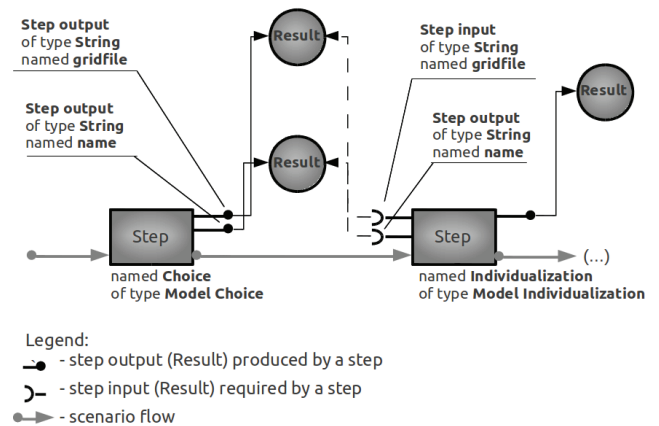 Step output
of type String
named gridfile
Step output
of type String
named name
Result
Result
Step input
of type String
named gridfile
Step output
of type String
named name
Result
Step
named Choice
of type Model Choice
Step
(...)
named Individualization
of type Model Individualization
Legend:
- step output (Result) produced by a step
- step input (Result) required by a step
- scenario flow